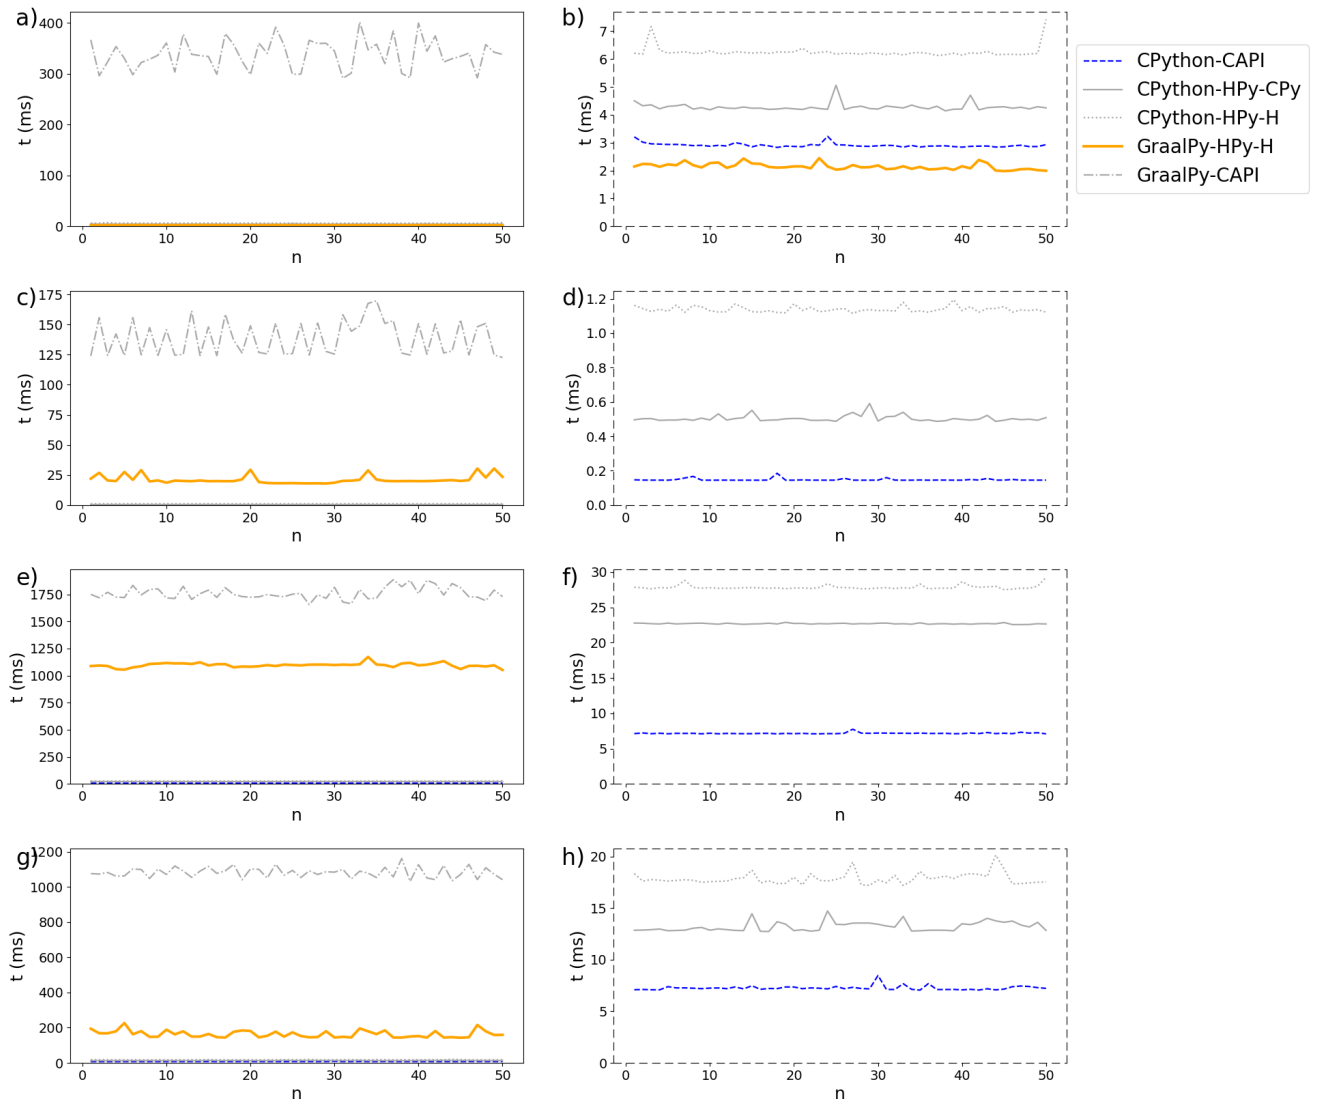 a)
400
300
200
100
0
t (ms)
0 10 20 30 40 50
n
b)
7
6
5
4
3
2
1
0
t (ms)
0 10 20 30 40 50
n
CPython-CAPI
CPython-HPy-CPy
CPython-HPy-H
GraalPy-HPy-H
GraalPy-CAPI
c)
175
150
125
100
75
50
25
0
t (ms)
0 10 20 30 40 50
n
d)
1.2
1.0
0.8
0.6
0.4
0.2
0.0
t (ms)
0 10 20 30 40 50
n
e)
1750
1500
1250
1000
750
500
250
0
t (ms)
0 10 20 30 40 50
n
f)
30
25
20
15
10
5
0
t (ms)
0 10 20 30 40 50
n
g)
1200
1000
800
600
400
200
0
t (ms)
0 10 20 30 40 50
n
h)
20
15
10
5
0
t (ms)
0 10 20 30 40 50
n